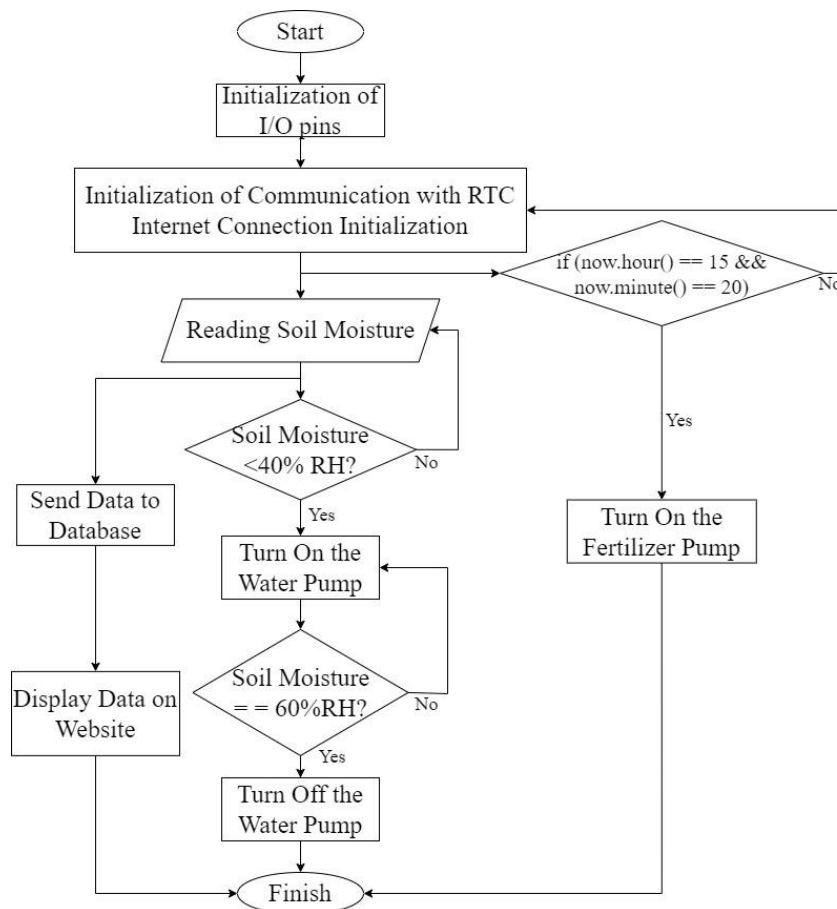 Start
Initialization of
I/O pins
Initialization of Communication with RTC
Internet Connection Initialization
if (now.hour() == 15 &&
now.minute() == 20)
No
Reading Soil Moisture
Yes
Soil Moisture
<40% RH?
No
Send Data to
Database
Yes
Turn On the
Water Pump
Turn On the
Fertilizer Pump
Soil Moisture
= = 60%RH?
No
Display Data on
Website
Yes
Turn Off the
Water Pump
Finish